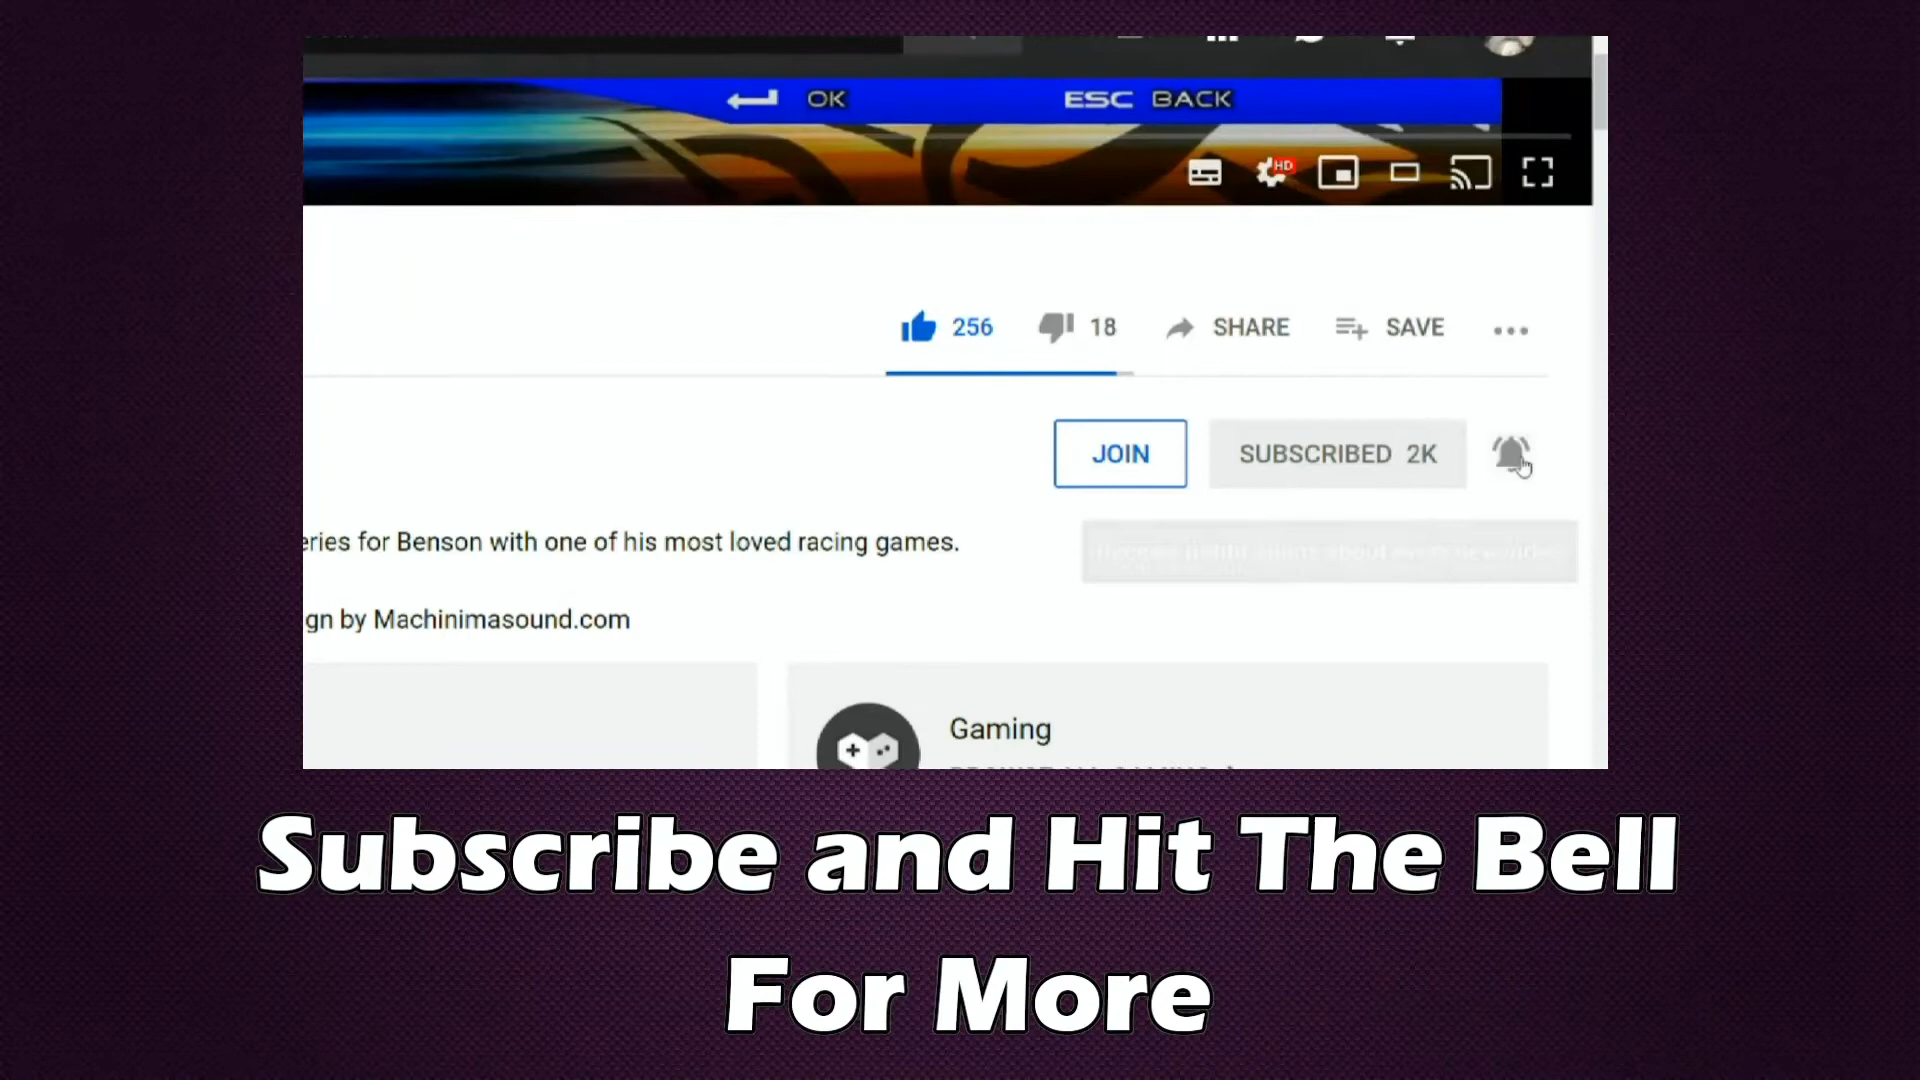 OK ESC BACK
HD
256 18 SHARE SAVE
JOIN SUBSCRIBED 2K
eries for Benson with one of his most loved racing games.
gn by Machinimasound.com
Gaming
Subscribe and Hit The Bell
For More